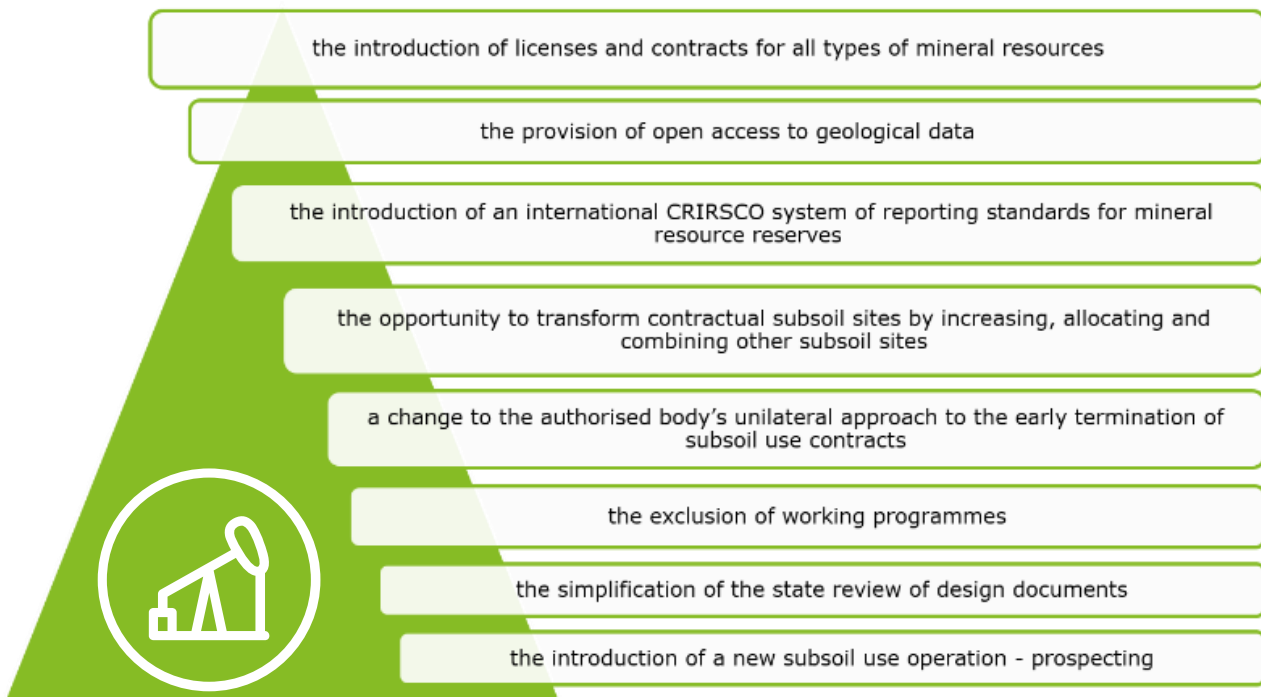 the introduction of licenses and contracts for all types of mineral resources
the provision of open access to geological data
the introduction of an international CRIRSCO system of reporting standards for mineral
resource reserves
the opportunity to transform contractual subsoil sites by increasing, allocating and
combining other subsoil sites
a change to the authorised body’s unilateral approach to the early termination of
subsoil use contracts
the exclusion of working programmes
the simplification of the state review of design documents
the introduction of a new subsoil use operation - prospecting